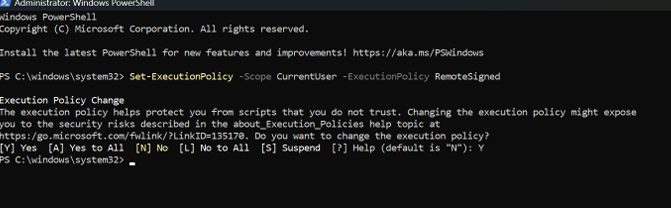 Administrator: Windows PowerShell
Windows PowerShell
Copyright (C) Microsoft Corporation. All rights reserved.
Install the latest PowerShell for new features and improvements! https://aka.ms/PSWindows
PS C:\windows\system32> Set-ExecutionPolicy -Scope CurrentUser -ExecutionPolicy RemoteSigned
Execution Policy Change
The execution policy helps protect you from scripts that you do not trust. Changing the execution policy might expose
you to the security risks described in the about_Execution_Policies help topic at
https:/go.microsoft.com/fwlink/?LinkID=135170. Do you want to change the execution policy?
[Y] Yes  [A] Yes to All  [N] No  [L] No to All  [S] Suspend  [?] Help (default is "N"): Y
PS C:\windows\system32>